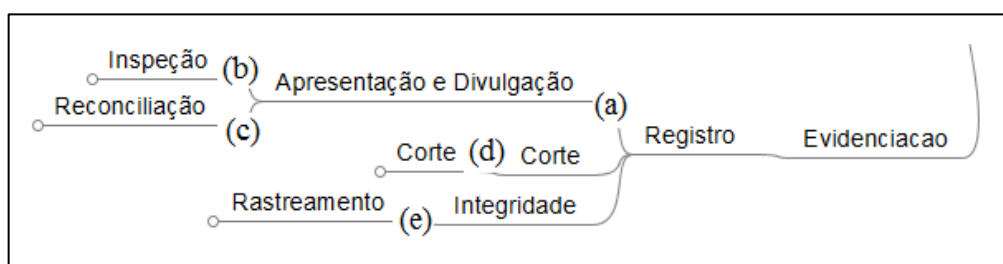 Inspeção (b)
Apresentação e Divulgação (a)
Reconciliação (c)
Registro
Evidenciacao
Corte (d) Corte
Rastreamento (e) Integridade